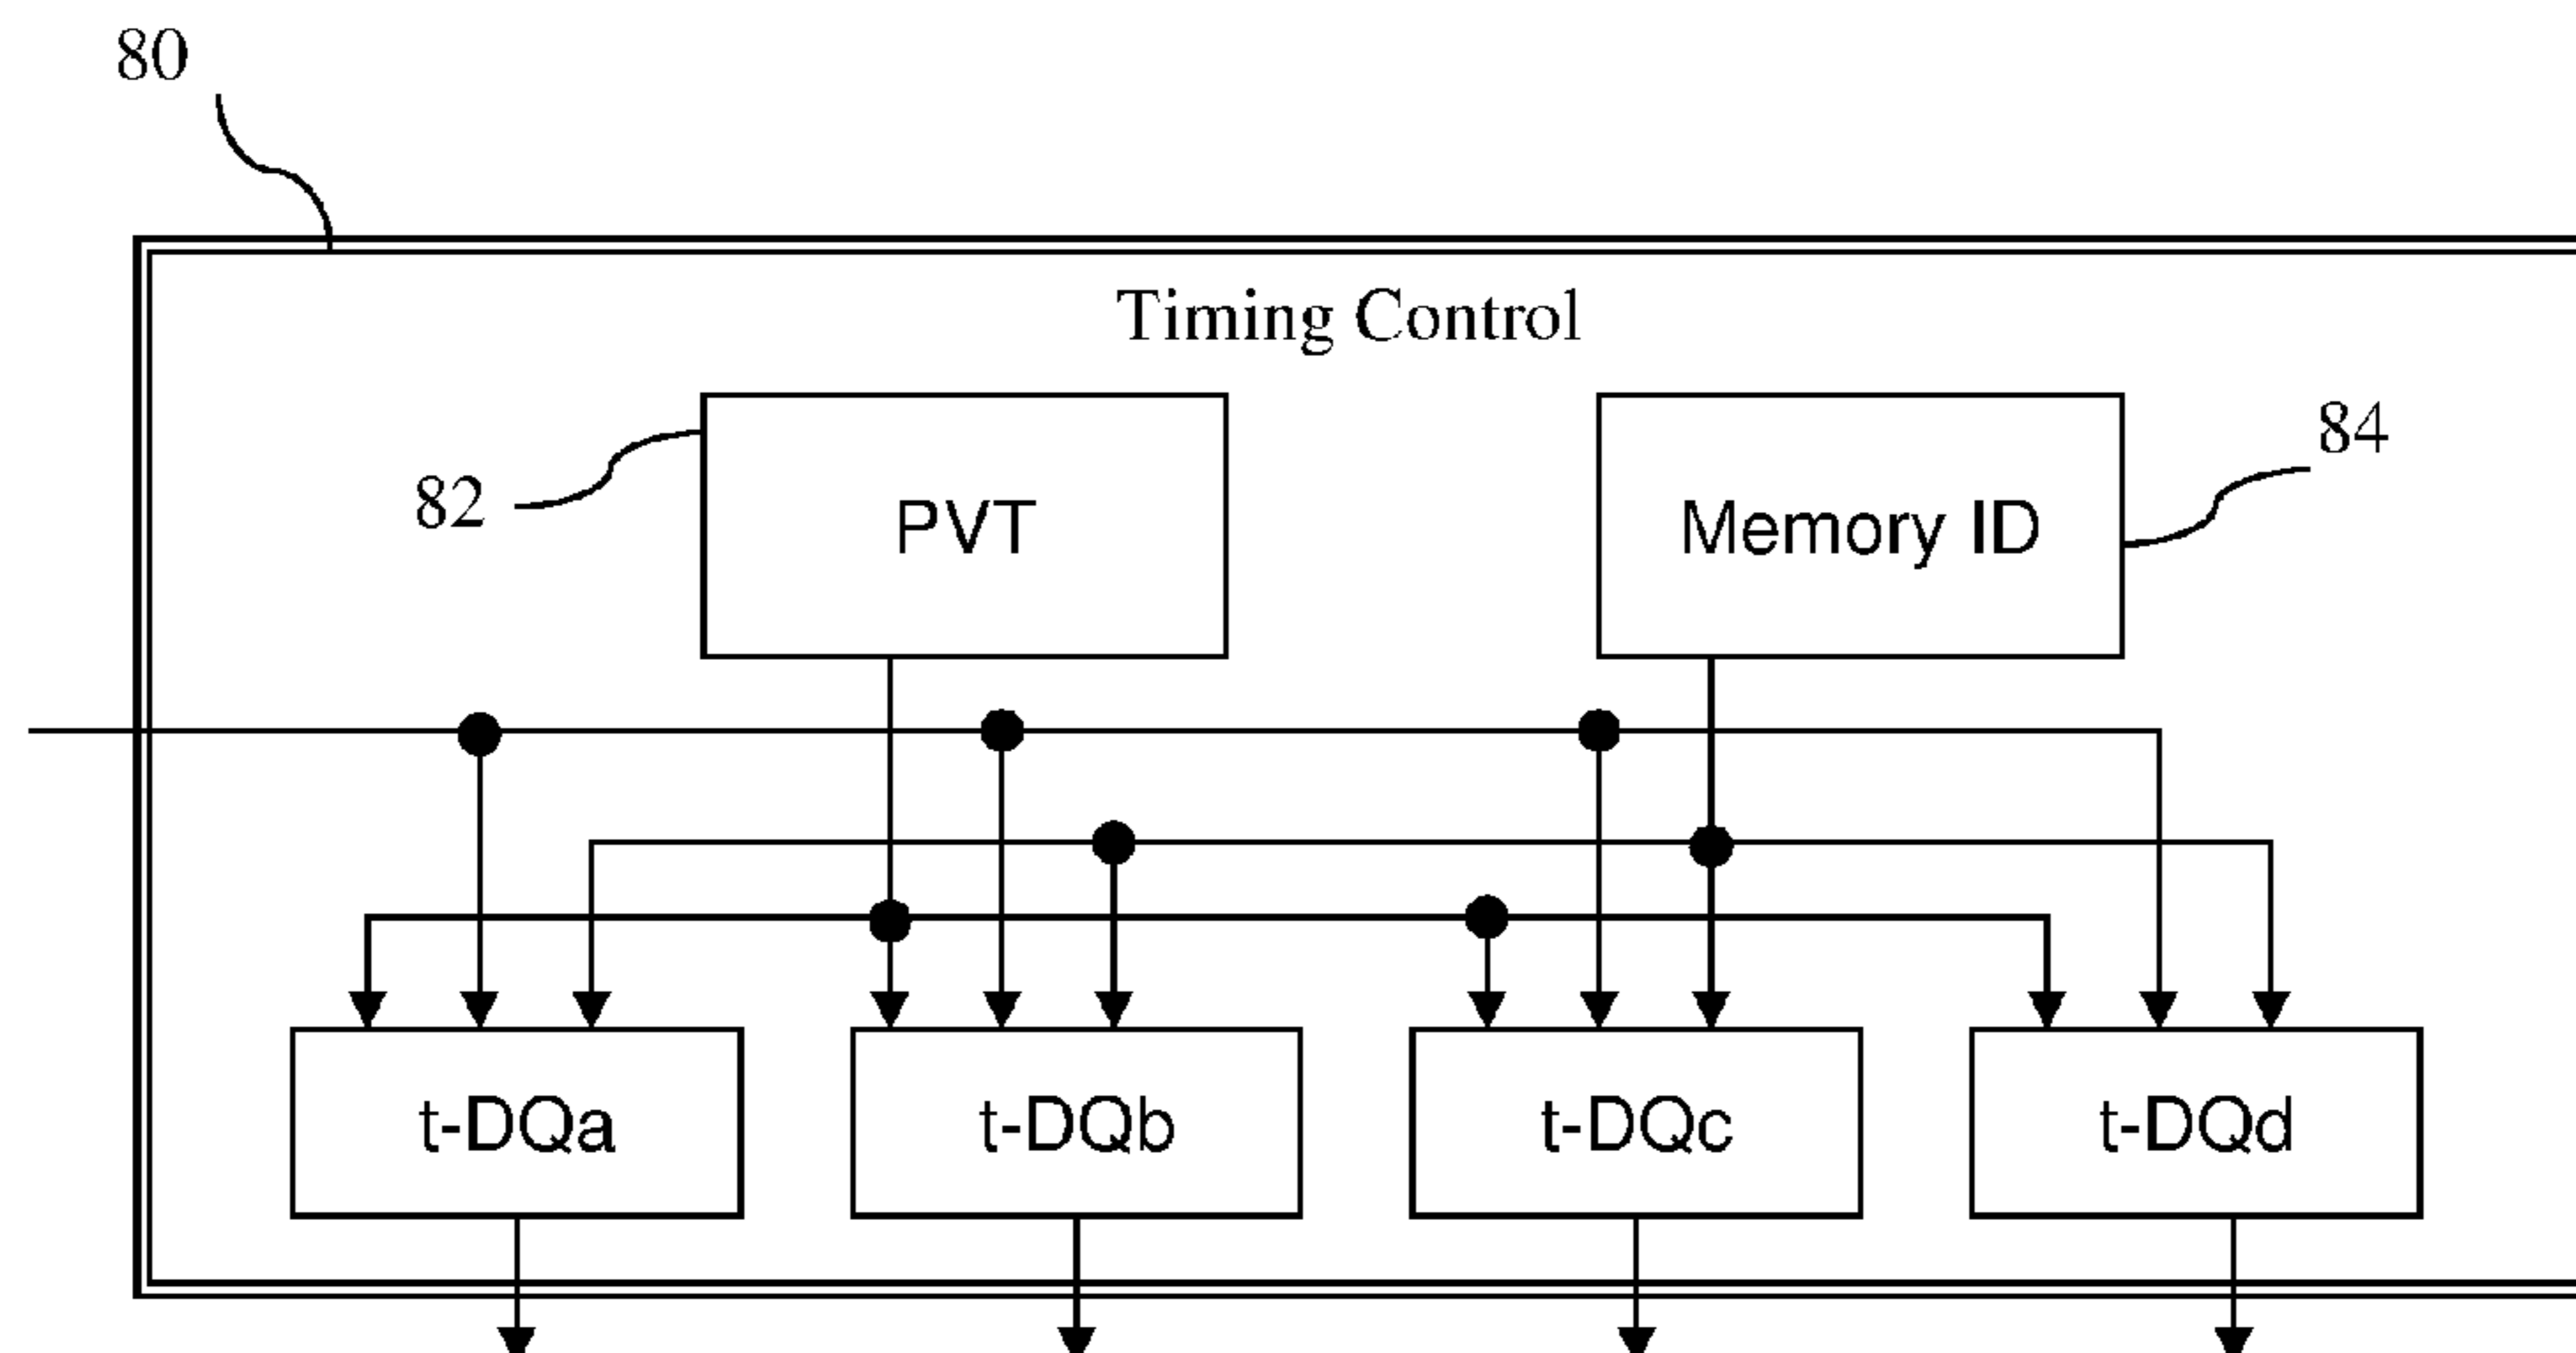 80
Timing Control
84
82
PVT
Memory ID
t-DQa
t-DQb
t-DQc
t-DQd